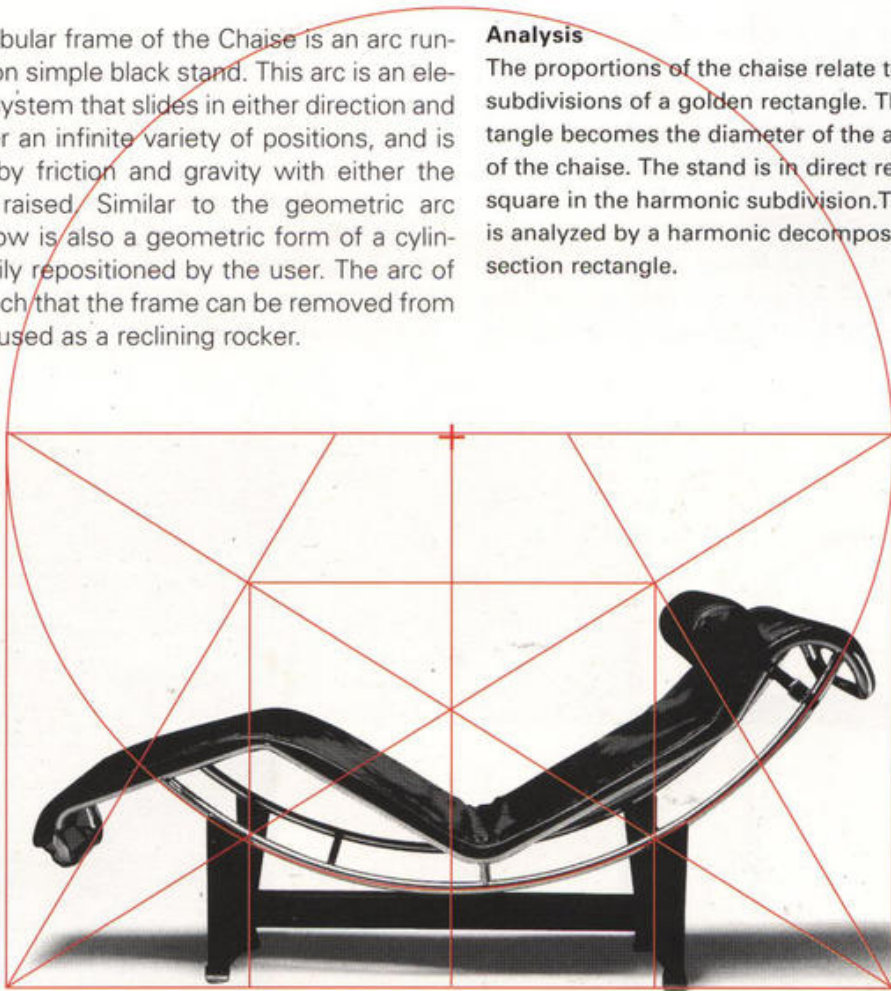 bular frame of the Chaise is an arc run-
on simple black stand. This arc is an ele-
system that slides in either direction and
r an infinite variety of positions, and is
by friction and gravity with either the
raised. Similar to the geometric arc
ow is also a geometric form of a cylin-
ily repositioned by the user. The arc of
ch that the frame can be removed from
used as a reclining rocker.
Analysis
The proportions of the chaise relate t
subdivisions of a golden rectangle. Th
tangle becomes the diameter of the a
of the chaise. The stand is in direct re
square in the harmonic subdivision.T
is analyzed by a harmonic decompos
section rectangle.